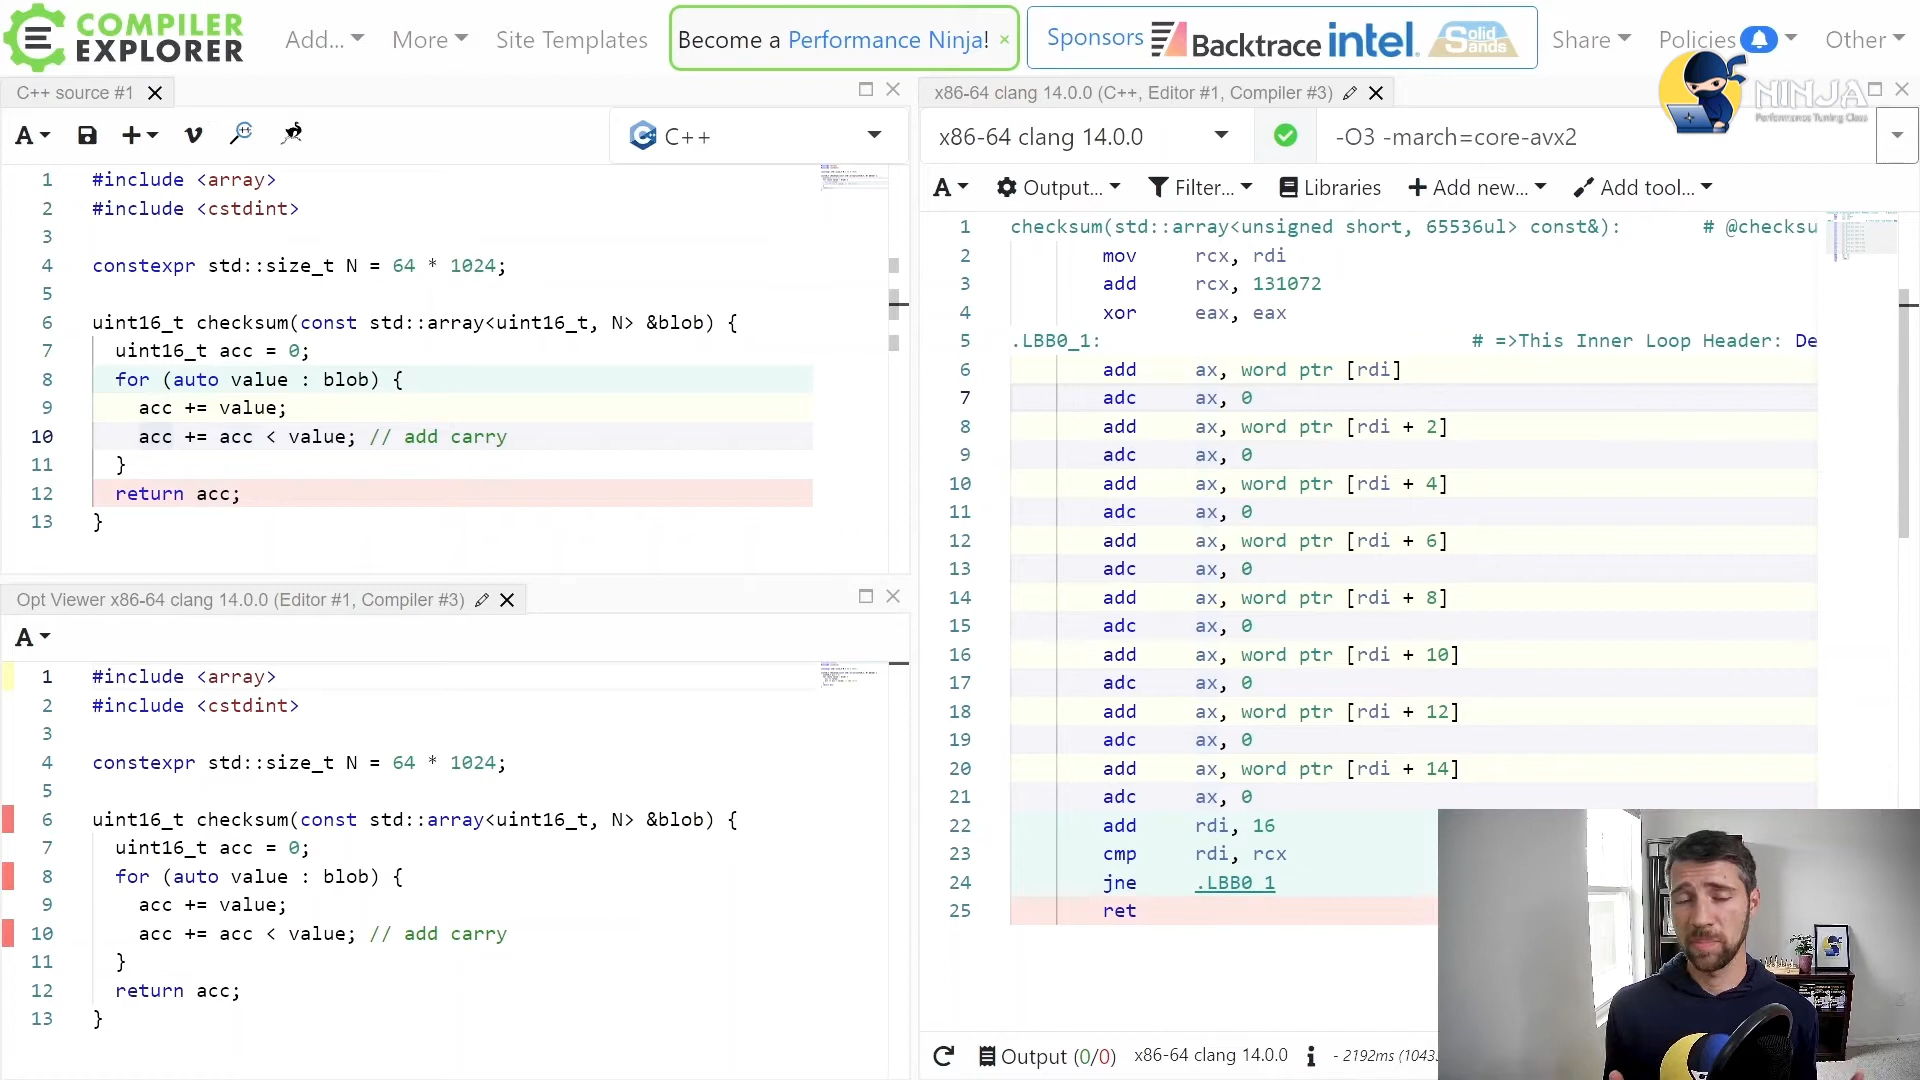 COMPILER
EXPLORER
Add... More Site Templates
Become a Performance Ninja! ×
Sponsors Backtrace intel. Solid Sands
Share Policies Other
NINJA
Performance Tuning Class
C++ source #1
A
C++
1 #include <array>
2 #include <cstdint>
3
4 constexpr std::size_t N = 64 * 1024;
5
6 uint16_t checksum(const std::array<uint16_t, N> &blob) {
7 uint16_t acc = 0;
8 for (auto value : blob) {
9 acc += value;
10 acc += acc < value; // add carry
11 }
12 return acc;
13 }
Opt Viewer x86-64 clang 14.0.0 (Editor #1, Compiler #3)
A
1 #include <array>
2 #include <cstdint>
3
4 constexpr std::size_t N = 64 * 1024;
5
6 uint16_t checksum(const std::array<uint16_t, N> &blob) {
7 uint16_t acc = 0;
8 for (auto value : blob) {
9 acc += value;
10 acc += acc < value; // add carry
11 }
12 return acc;
13 }
x86-64 clang 14.0.0 (C++, Editor #1, Compiler #3)
x86-64 clang 14.0.0 -O3 -march=core-avx2
A Output... Filter... Libraries + Add new... Add tool...
1 checksum(std::array<unsigned short, 65536ul> const&): # @checksu
2 mov rcx, rdi
3 add rcx, 131072
4 xor eax, eax
5 .LBB0_1: # =>This Inner Loop Header: De
6 add ax, word ptr [rdi]
7 adc ax, 0
8 add ax, word ptr [rdi + 2]
9 adc ax, 0
10 add ax, word ptr [rdi + 4]
11 adc ax, 0
12 add ax, word ptr [rdi + 6]
13 adc ax, 0
14 add ax, word ptr [rdi + 8]
15 adc ax, 0
16 add ax, word ptr [rdi + 10]
17 adc ax, 0
18 add ax, word ptr [rdi + 12]
19 adc ax, 0
20 add ax, word ptr [rdi + 14]
21 adc ax, 0
22 add rdi, 16
23 cmp rdi, rcx
24 jne .LBB0_1
25 ret
Output (0/0) x86-64 clang 14.0.0 - 2192ms (1043